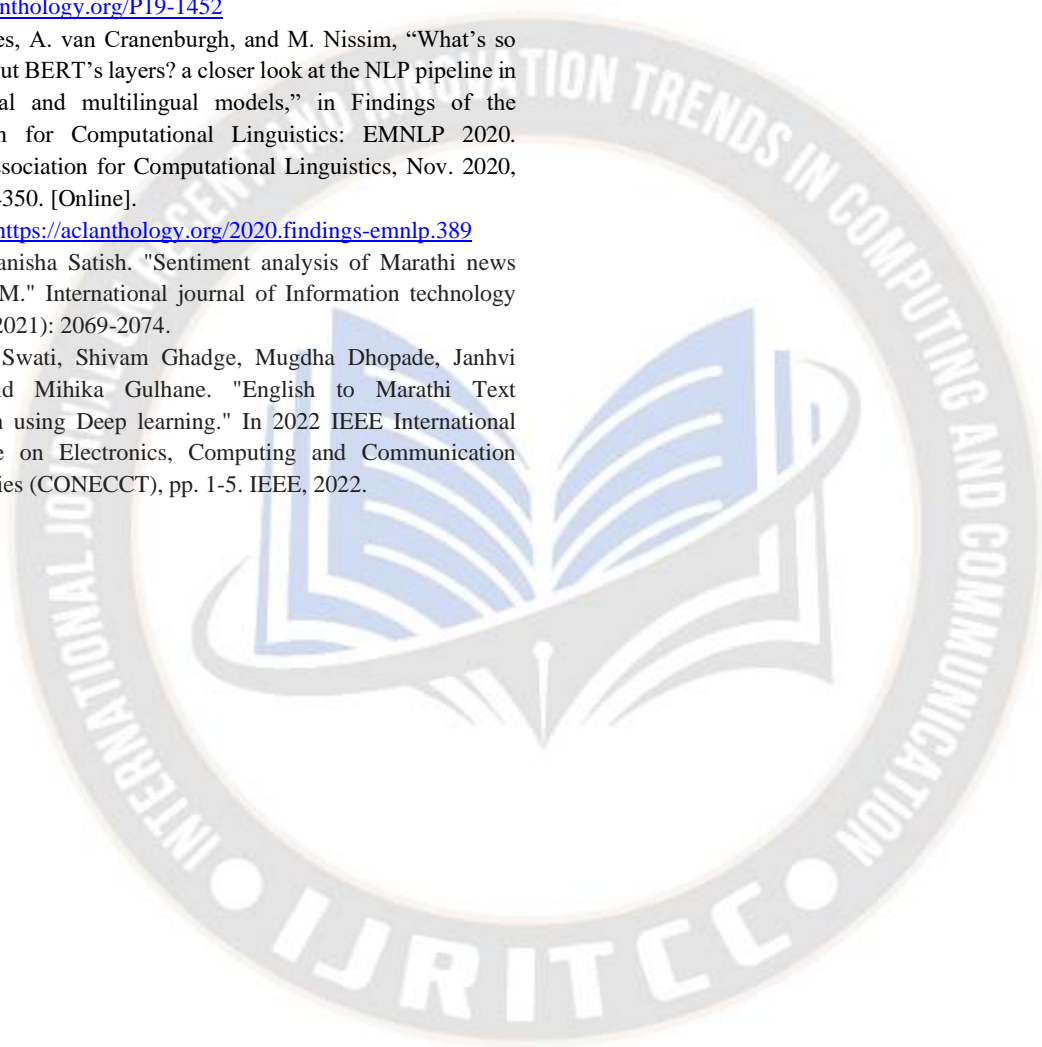 anthology.org/P19-1452
es, A. van Cranenburgh, and M. Nissim, “What’s so
ut BERT’s layers? a closer look at the NLP pipeline in
al and multilingual models,” in Findings of the
n for Computational Linguistics: EMNLP 2020.
ssociation for Computational Linguistics, Nov. 2020,
4350. [Online].
https://aclanthology.org/2020.findings-emnlp.389
anisha Satish. "Sentiment analysis of Marathi news
M." International journal of Information technology
2021): 2069-2074.
Swati, Shivam Ghadge, Mugdha Dhopade, Janhvi
nd Mihika Gulhane. "English to Marathi Text
n using Deep learning." In 2022 IEEE International
e on Electronics, Computing and Communication
ies (CONECCT), pp. 1-5. IEEE, 2022.
INTERNATIONAL JOURNAL ON RECENT AND INNOVATION TRENDS IN COMPUTING AND COMMUNICATION
IJRITCC